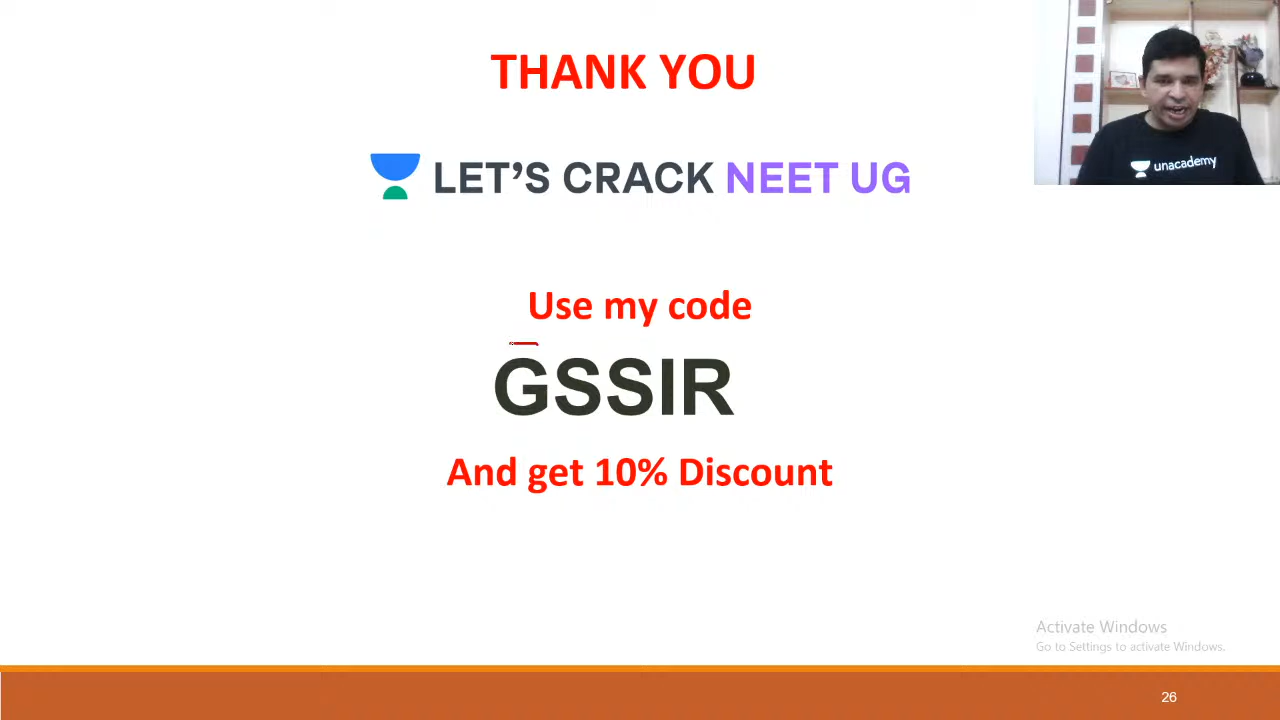 THANK YOU
unacademy
LET'S CRACK NEET UG
Use my code
GSSIR
And get 10% Discount
Activate Windows
Go to Settings to activate Windows.
26